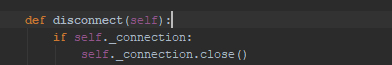 def disconnect(self):
    if self._connection:
        self._connection.close()